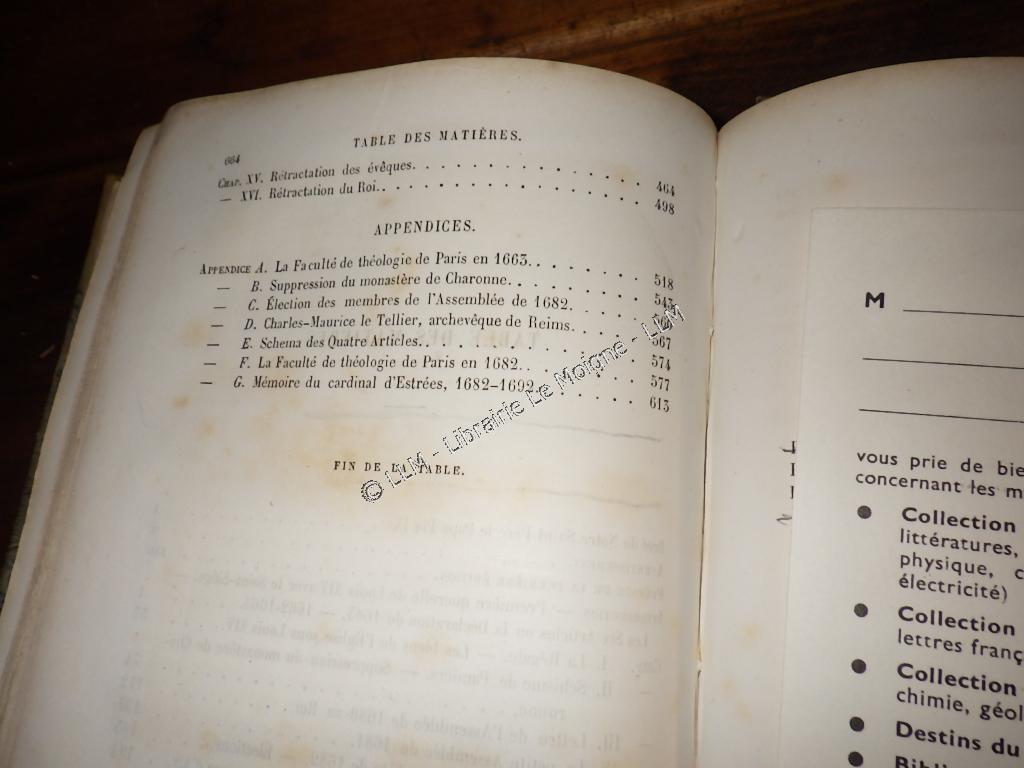 664
TABLE DES MATIÈRES.
CHAP. XV. Rétractation des évêques. 464
— XVI. Rétractation du Roi. 498
APPENDICES.
APPENDICE A. La Faculté de théologie de Paris en 1663. 518
— B. Suppression du monastère de Charonne. 543
— C. Élection des membres de l'Assemblée de 1682.
— D. Charles-Maurice le Tellier, archevêque de Reims. 567
— E. Schema des Quatre Articles. 574
— F. La Faculté de théologie de Paris en 1682. 577
— G. Mémoire du cardinal d'Estrées, 1682-1692. 613
FIN DE LA TABLE.
© LLM - Librairie Le Moigne - LLM
M
vous prie de bie
concernant les m
● Collection
littératures,
physique, c
électricité)
● Collection
lettres franç
● Collection
chimie, géol
● Destins du
● Bibli